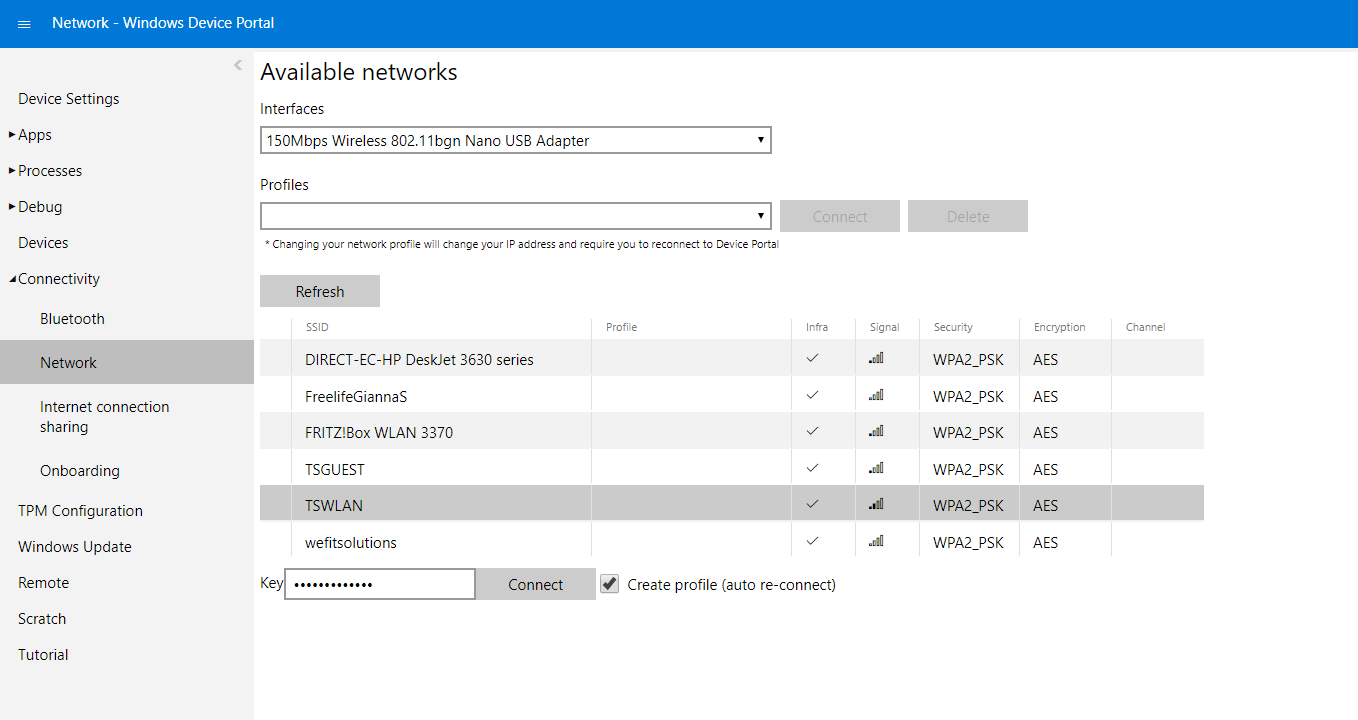 Network - Windows Device Portal
Device Settings
Apps
Processes
Debug
Devices
Connectivity
Bluetooth
Network
Internet connection
sharing
Onboarding
TPM Configuration
Windows Update
Remote
Scratch
Tutorial
Available networks
Interfaces
150Mbps Wireless 802.11bgn Nano USB Adapter
Profiles
Connect Delete
* Changing your network profile will change your IP address and require you to reconnect to Device Portal
Refresh
SSID Profile Infra Signal Security Encryption Channel
DIRECT-EC-HP DeskJet 3630 series WPA2_PSK AES
FreelifeGiannaS WPA2_PSK AES
FRITZ!Box WLAN 3370 WPA2_PSK AES
TSGUEST WPA2_PSK AES
TSWLAN WPA2_PSK AES
wefitsolutions WPA2_PSK AES
Key ••••••••••••• Connect Create profile (auto re-connect)